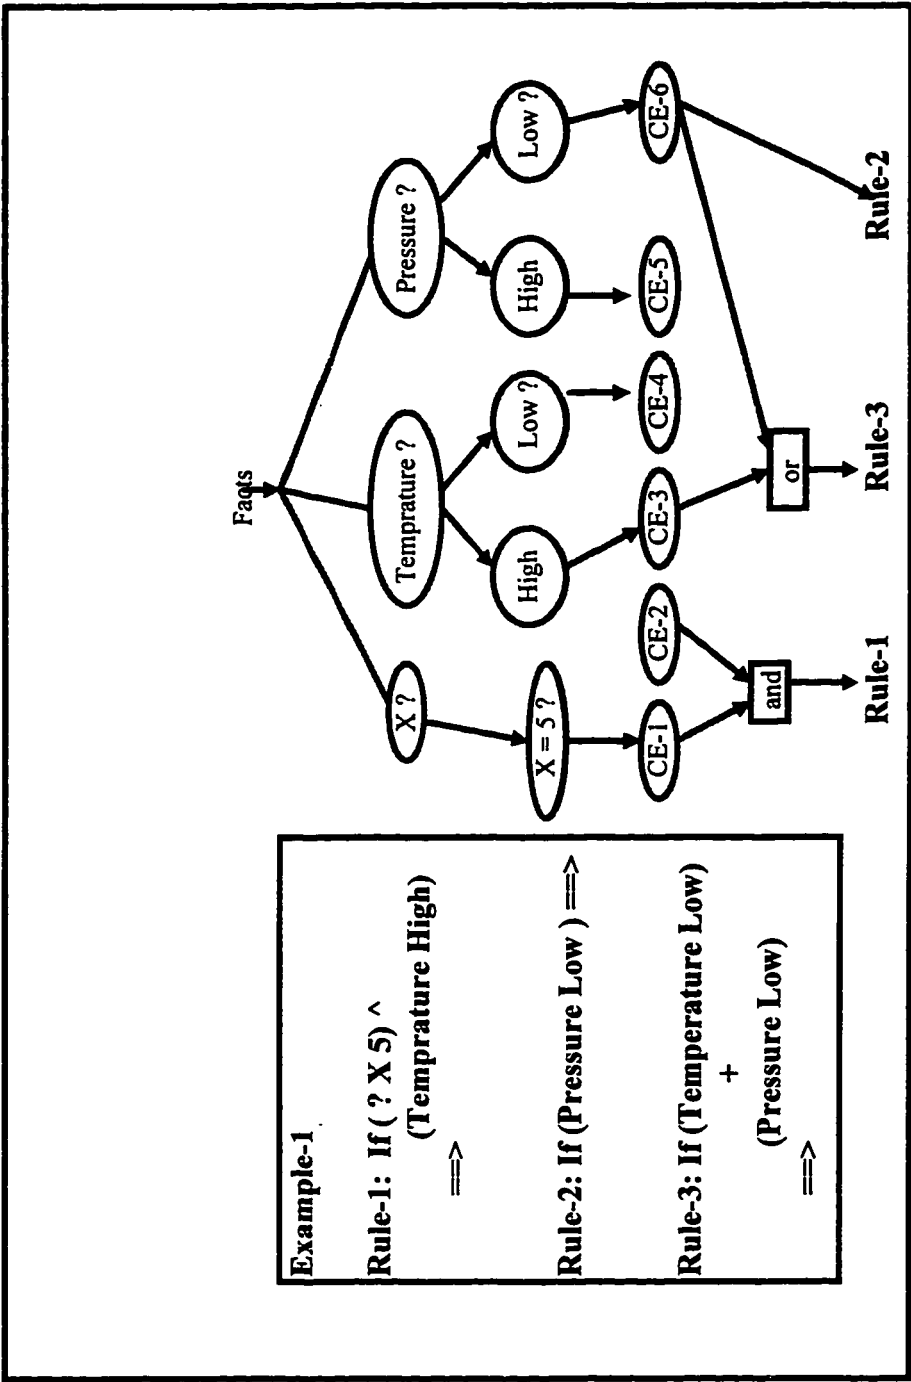 Example-1
Rule-1: If ( ? X 5) ^
(Temprature High)
==>
Rule-2: If (Pressure Low ) ==>
Rule-3: If (Temperature Low)
+
(Pressure Low)
==>
Facts
X ?
Temprature ?
Pressure ?
X = 5 ?
High
Low ?
High
Low ?
CE-1
CE-2
CE-3
CE-4
CE-5
CE-6
and
or
Rule-1
Rule-3
Rule-2